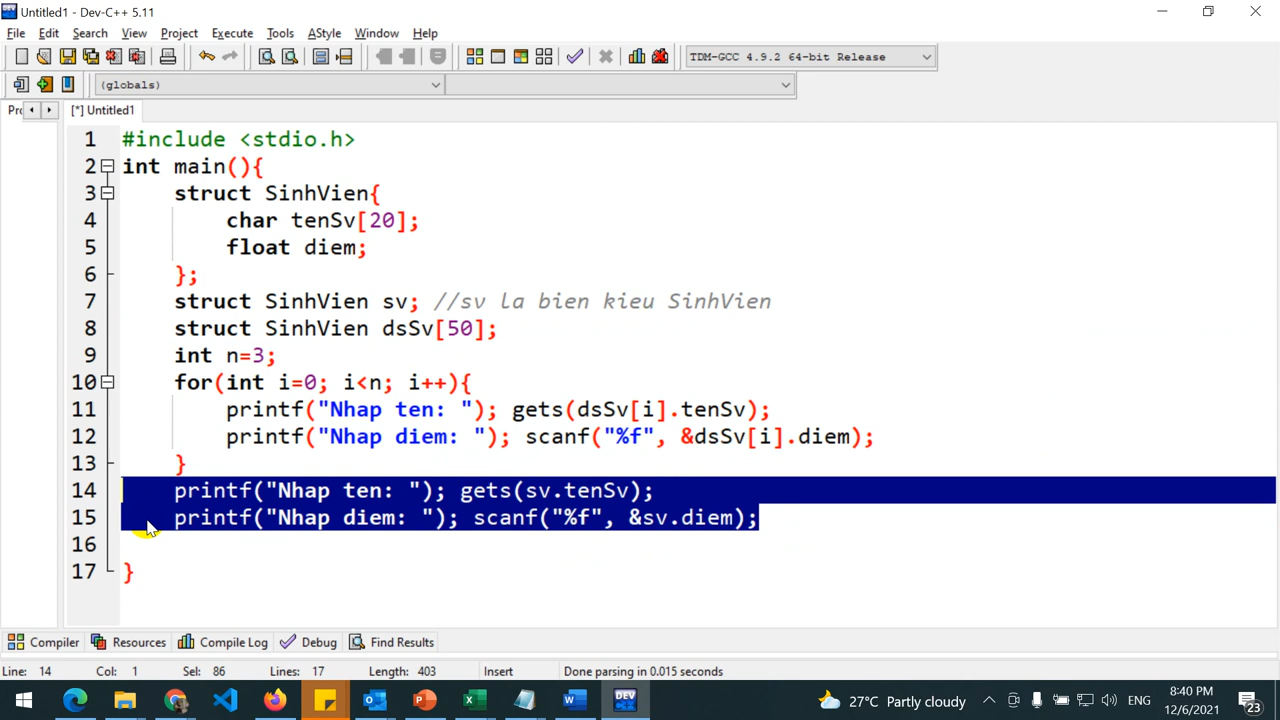 Untitled1 - Dev-C++ 5.11
File Edit Search View Project Execute Tools AStyle Window Help
TDM-GCC 4.9.2 64-bit Release
(globals)
Prc [*] Untitled1
1 #include <stdio.h>
2 int main(){
3 struct SinhVien{
4 char tenSv[20];
5 float diem;
6 };
7 struct SinhVien sv; //sv la bien kieu SinhVien
8 struct SinhVien dsSv[50];
9 int n=3;
10 for(int i=0; i<n; i++){
11 printf("Nhap ten: "); gets(dsSv[i].tenSv);
12 printf("Nhap diem: "); scanf("%f", &dsSv[i].diem);
13 }
14 printf("Nhap ten: "); gets(sv.tenSv);
15 printf("Nhap diem: "); scanf("%f", &sv.diem);
16
17 }
Compiler Resources Compile Log Debug Find Results
Line: 14 Col: 1 Sel: 86 Lines: 17 Length: 403 Insert Done parsing in 0.015 seconds
27°C Partly cloudy ENG 8:40 PM
12/6/2021 23